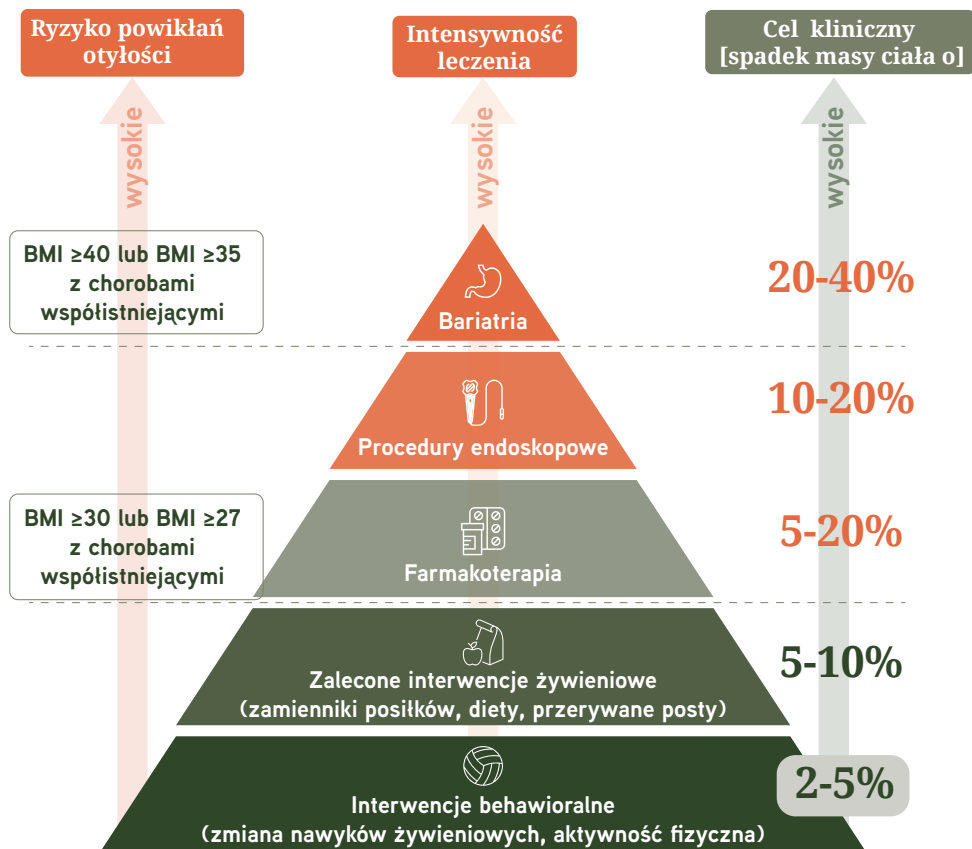 Ryzyko powikłań
otyłości
Intensywność
leczenia
Cel kliniczny
[spadek masy ciała o]
wysokie
wysokie
wysokie
BMI ≥40 lub BMI ≥35
z chorobami
współistniejącymi
Bariatria
20-40%
Procedury endoskopowe
10-20%
BMI ≥30 lub BMI ≥27
z chorobami
współistniejącymi
Farmakoterapia
5-20%
Zalecone interwencje żywieniowe
(zamienniki posiłków, diety, przerywane posty)
5-10%
Interwencje behawioralne
(zmiana nawyków żywieniowych, aktywność fizyczna)
2-5%